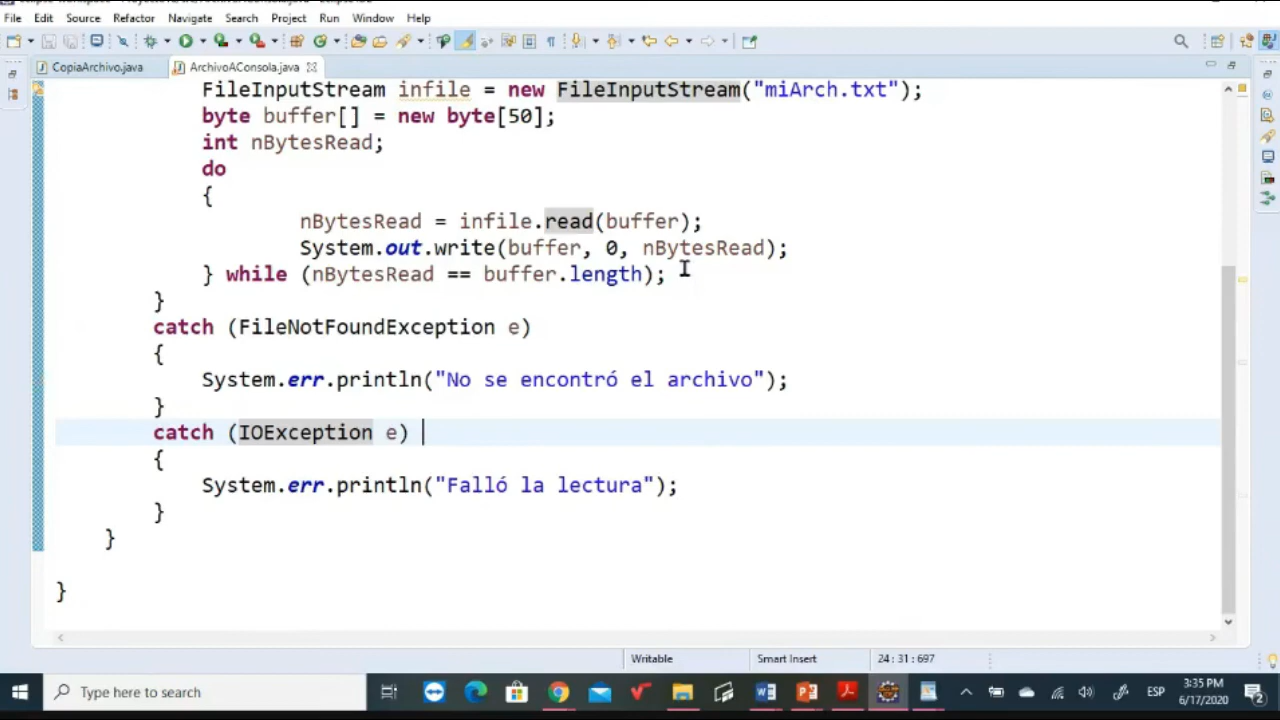 File Edit Source Refactor Navigate Search Project Run Window Help
CopiaArchivo.java ArchivoAConsola.java
FileInputStream infile = new FileInputStream("miArch.txt");
byte buffer[] = new byte[50];
int nBytesRead;
do
{
nBytesRead = infile.read(buffer);
System.out.write(buffer, 0, nBytesRead);
} while (nBytesRead == buffer.length);
}
catch (FileNotFoundException e)
{
System.err.println("No se encontró el archivo");
}
catch (IOException e)
{
System.err.println("Falló la lectura");
}
}
}
Writable Smart Insert 24 : 31 : 697
Type here to search
ESP
3:35 PM
6/17/2020
2